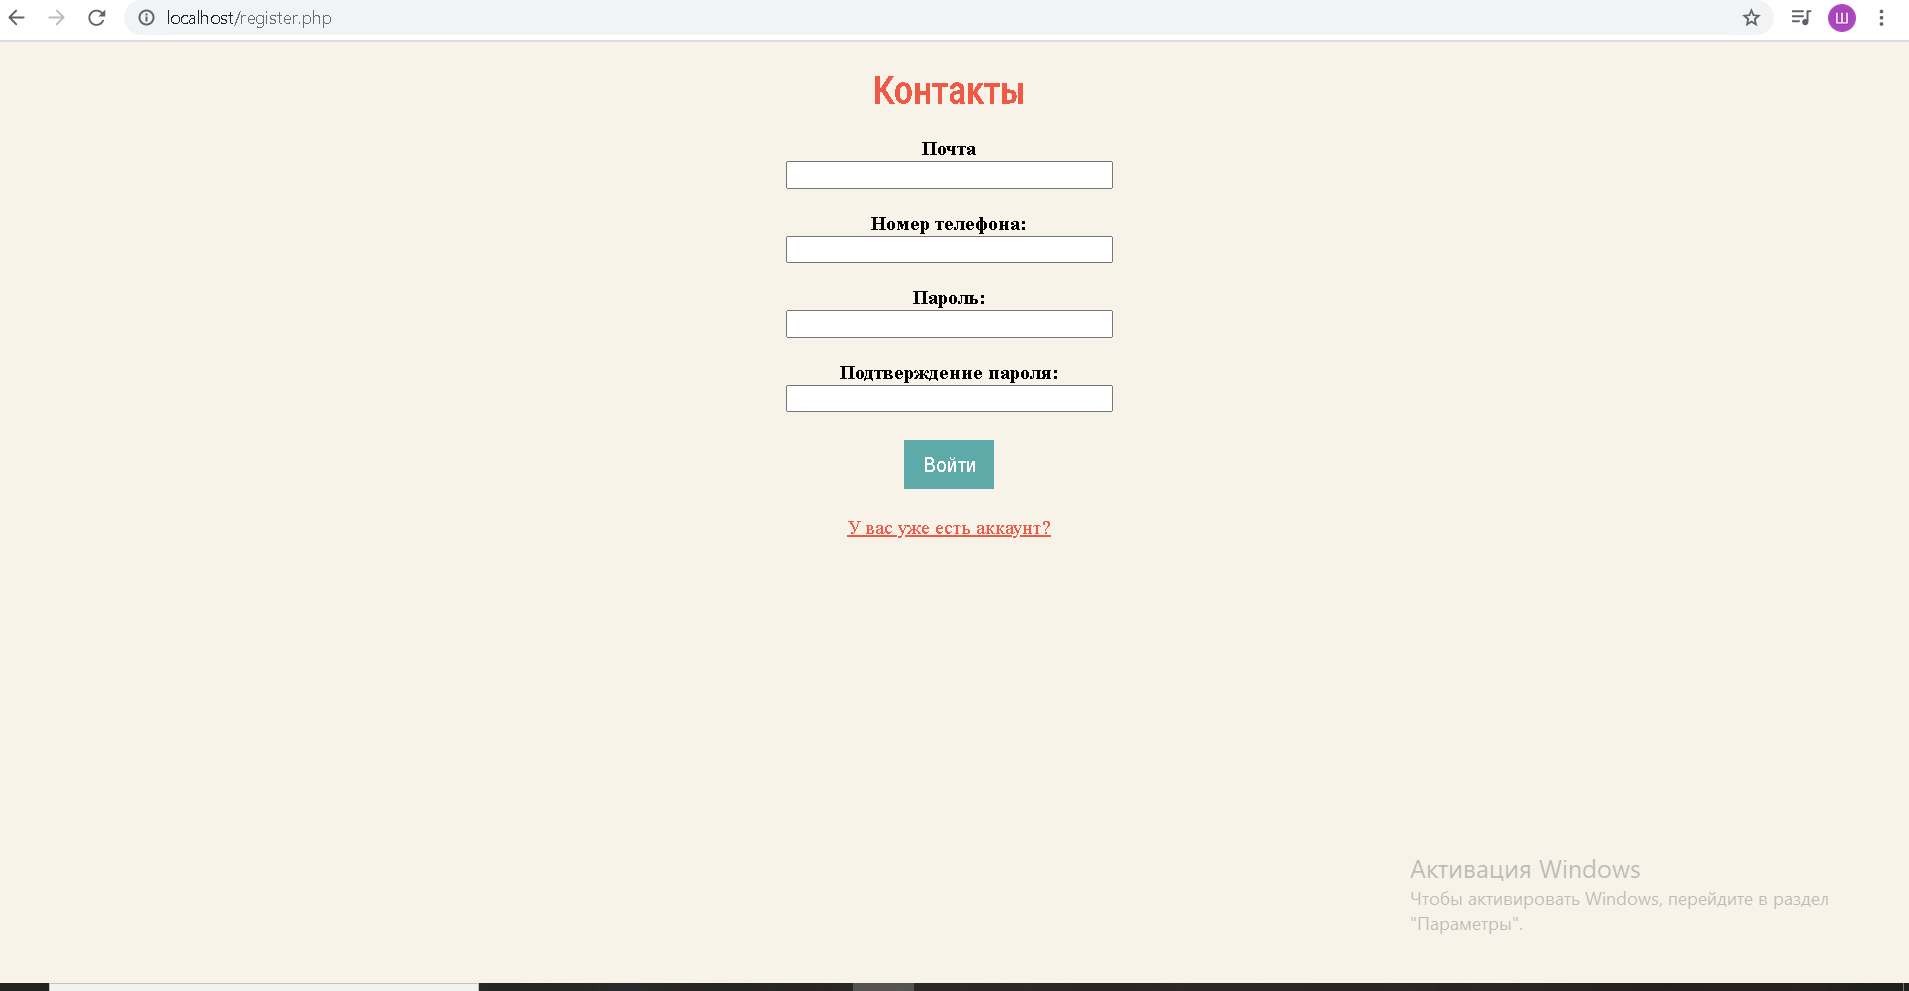 localhost/register.php
Ш
Контакты
Почта
Номер телефона:
Пароль:
Подтверждение пароля:
Войти
У вас уже есть аккаунт?
Активация Windows
Чтобы активировать Windows, перейдите в раздел
"Параметры".